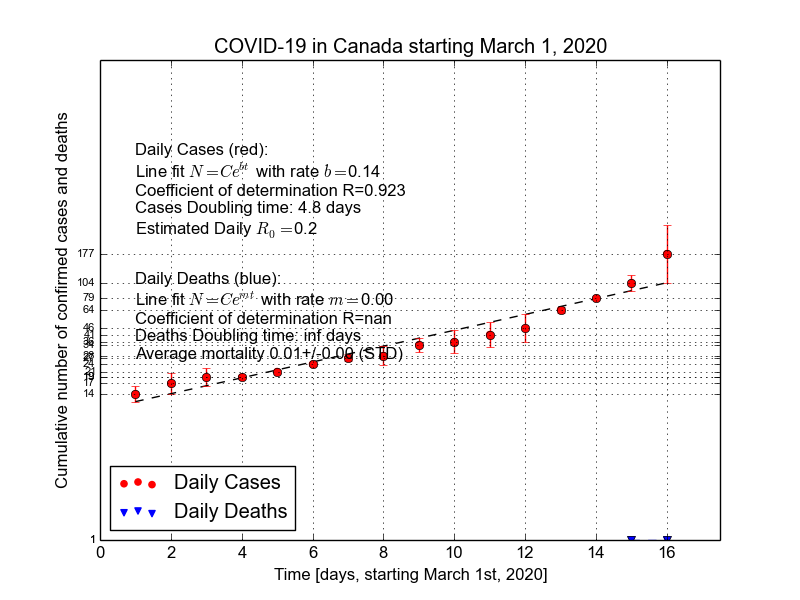 COVID-19 in Canada starting March 1, 2020
Cumulative number of confirmed cases and deaths
Daily Cases (red):
Line fit N=Ce^{bt} with rate b=0.14
Coefficient of determination R=0.923
Cases Doubling time: 4.8 days
Estimated Daily R_0=0.2
Daily Deaths (blue):
Line fit N=Ce^{mt} with rate m=0.00
Coefficient of determination R=nan
Deaths Doubling time: inf days
Average mortality 0.01+/-0.00 (STD)
177
104
79
64
46
41
17
14
1
Daily Cases
Daily Deaths
0 2 4 6 8 10 12 14 16
Time [days, starting March 1st, 2020]